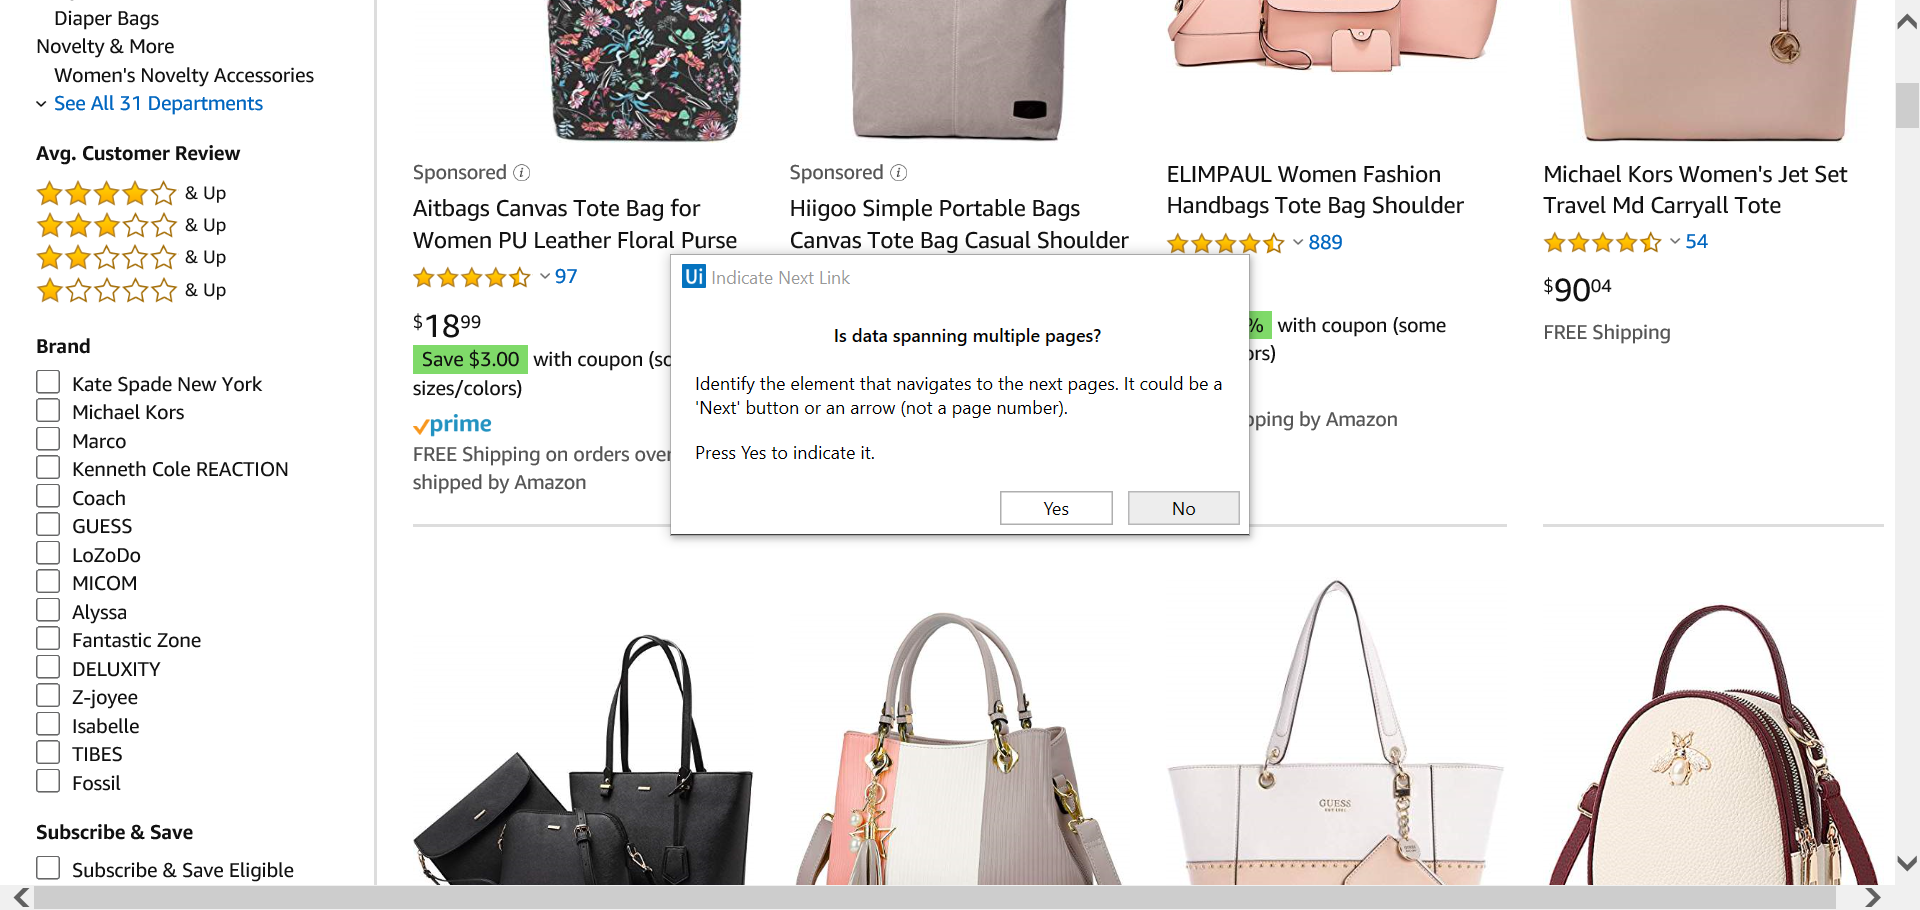 Diaper Bags
Novelty & More
Women's Novelty Accessories
See All 31 Departments
Avg. Customer Review
& Up
& Up
& Up
& Up
Brand
Kate Spade New York
Michael Kors
Marco
Kenneth Cole REACTION
Coach
GUESS
LoZoDo
MICOM
Alyssa
Fantastic Zone
DELUXITY
Z-joyee
Isabelle
TIBES
Fossil
Subscribe & Save
Subscribe & Save Eligible
Sponsored
Aitbags Canvas Tote Bag for
Women PU Leather Floral Purse
97
$1899
Save $3.00 with coupon (so
sizes/colors)
prime
FREE Shipping on orders over
shipped by Amazon
Sponsored
Hiigoo Simple Portable Bags
Canvas Tote Bag Casual Shoulder
ELIMPAUL Women Fashion
Handbags Tote Bag Shoulder
889
% with coupon (some
ors)
pping by Amazon
Michael Kors Women's Jet Set
Travel Md Carryall Tote
54
$9004
FREE Shipping
Ui Indicate Next Link
Is data spanning multiple pages?
Identify the element that navigates to the next pages. It could be a
'Next' button or an arrow (not a page number).
Press Yes to indicate it.
Yes
No
GUESS